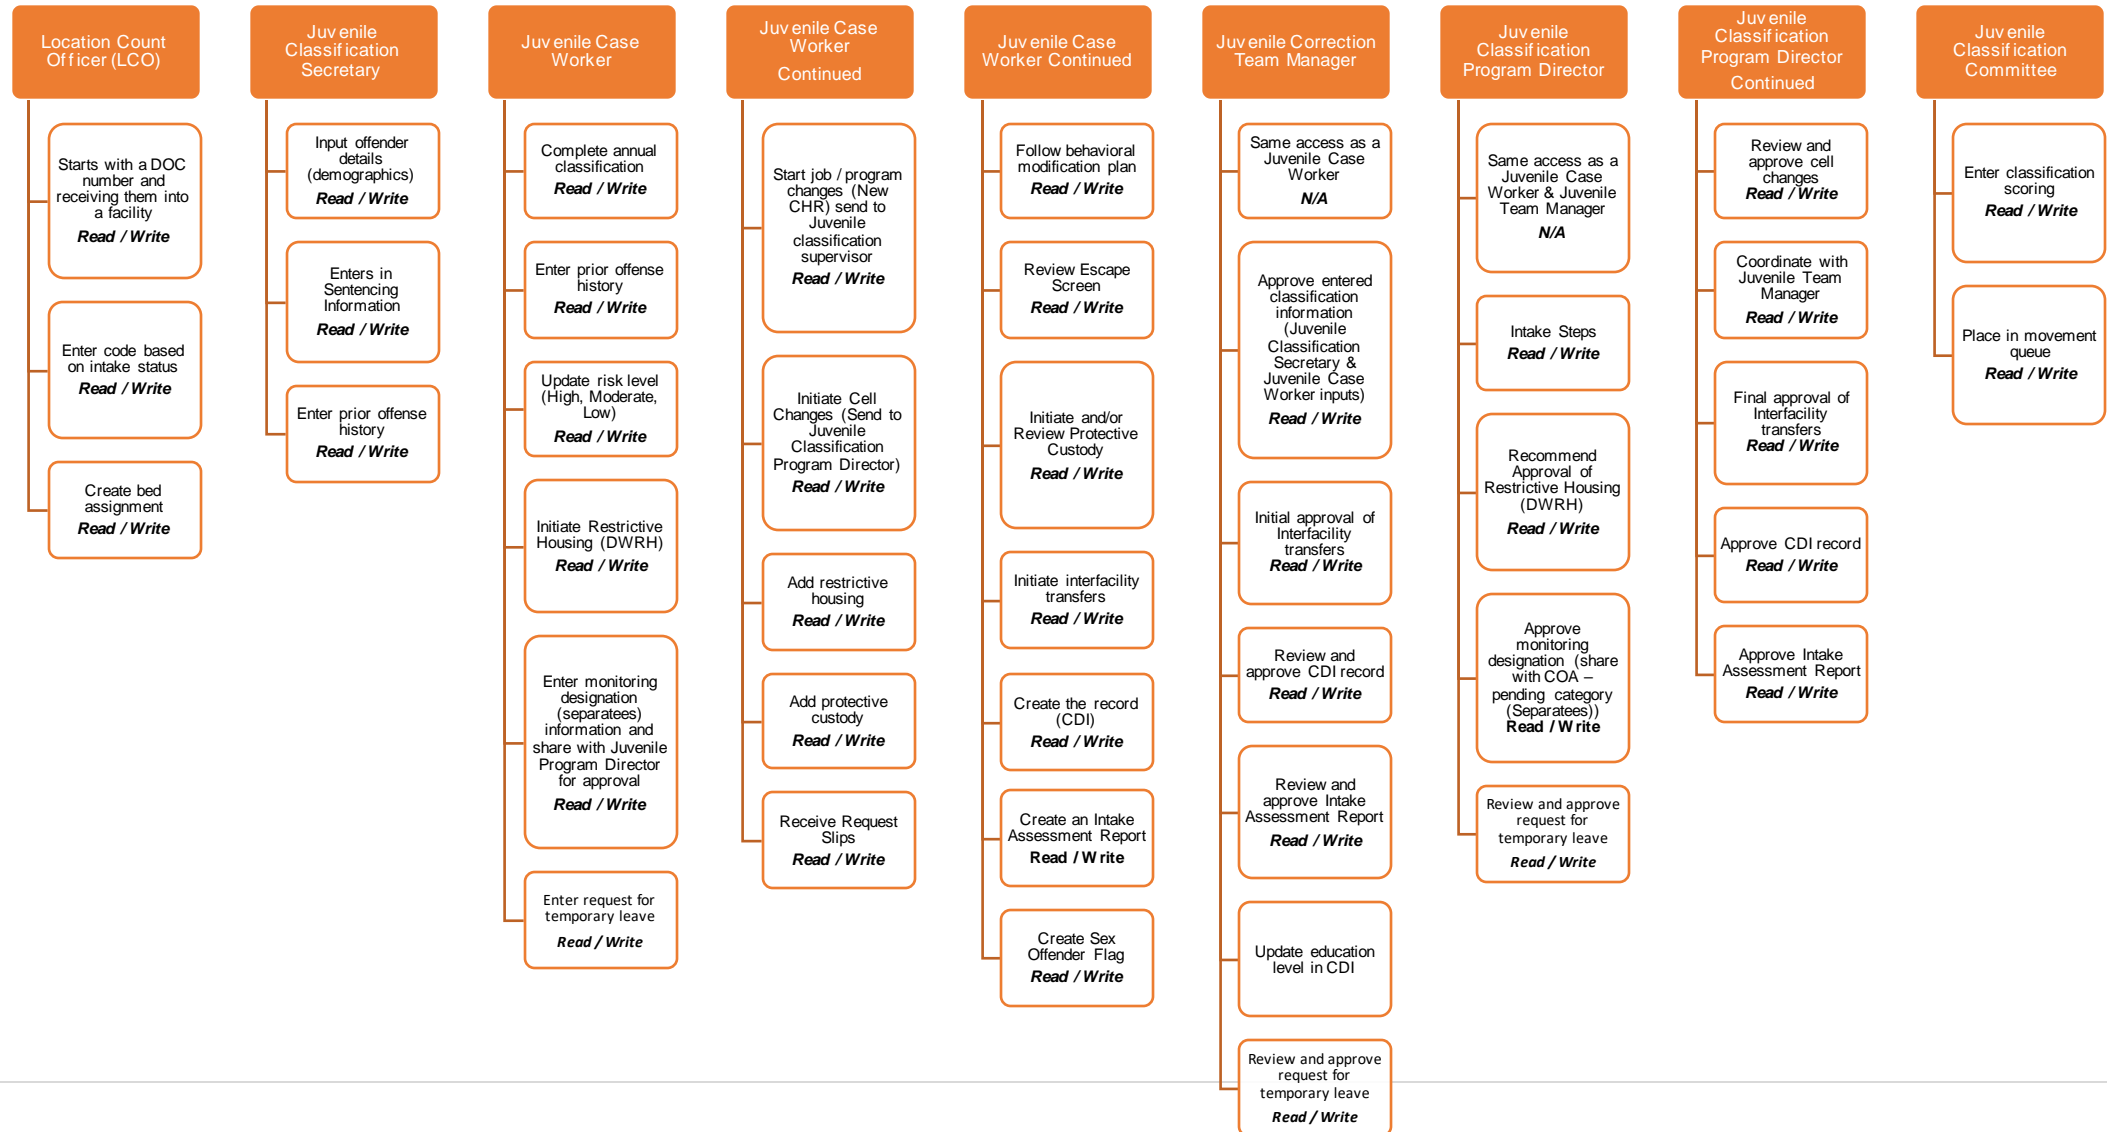 Location Count
Officer (LCO)
Starts with a DOC
number and
receiving them into
a facility
Read / Write
Enter code based
on intake status
Read / Write
Create bed
assignment
Read / Write
Juvenile
Classification
Secretary
Input offender
details
(demographics)
Read / Write
Enters in
Sentencing
Information
Read / Write
Enter prior offense
history
Read / Write
Juvenile Case
Worker
Complete annual
classification
Read / Write
Enter prior offense
history
Read / Write
Update risk level
(High, Moderate,
Low)
Read / Write
Initiate Restrictive
Housing (DWRH)
Read / Write
Enter monitoring
designation
(separatees)
information and
share with Juvenile
Program Director
for approval
Read / Write
Enter request for
temporary leave
Read / Write
Juvenile Case
Worker
Continued
Start job / program
changes (New
CHR) send to
Juvenile
classification
supervisor
Read / Write
Initiate Cell
Changes (Send to
Juvenile
Classification
Program Director)
Read / Write
Add restrictive
housing
Read / Write
Add protective
custody
Read / Write
Receive Request
Slips
Read / Write
Juvenile Case
Worker Continued
Follow behavioral
modification plan
Read / Write
Review Escape
Screen
Read / Write
Initiate and/or
Review Protective
Custody
Read / Write
Initiate interfacility
transfers
Read / Write
Create the record
(CDI)
Read / Write
Create an Intake
Assessment Report
Read / Write
Create Sex
Offender Flag
Read / Write
Juvenile Correction
Team Manager
Same access as a
Juvenile Case
Worker
N/A
Approve entered
classification
information
(Juvenile
Classification
Secretary &
Juvenile Case
Worker inputs)
Read / Write
Initial approval of
Interfacility
transfers
Read / Write
Review and
approve CDI record
Read / Write
Review and
approve Intake
Assessment Report
Read / Write
Update education
level in CDI
Review and approve
request for
temporary leave
Read / Write
Juvenile
Classification
Program Director
Same access as a
Juvenile Case
Worker & Juvenile
Team Manager
N/A
Intake Steps
Read / Write
Recommend
Approval of
Restrictive Housing
(DWRH)
Read / Write
Approve
monitoring
designation (share
with COA –
pending category
(Separatees))
Read / Write
Review and approve
request for
temporary leave
Read / Write
Juvenile
Classification
Program Director
Continued
Review and
approve cell
changes
Read / Write
Coordinate with
Juvenile Team
Manager
Read / Write
Final approval of
Interfacility
transfers
Read / Write
Approve CDI record
Read / Write
Approve Intake
Assessment Report
Read / Write
Juvenile
Classification
Committee
Enter classification
scoring
Read / Write
Place in movement
queue
Read / Write